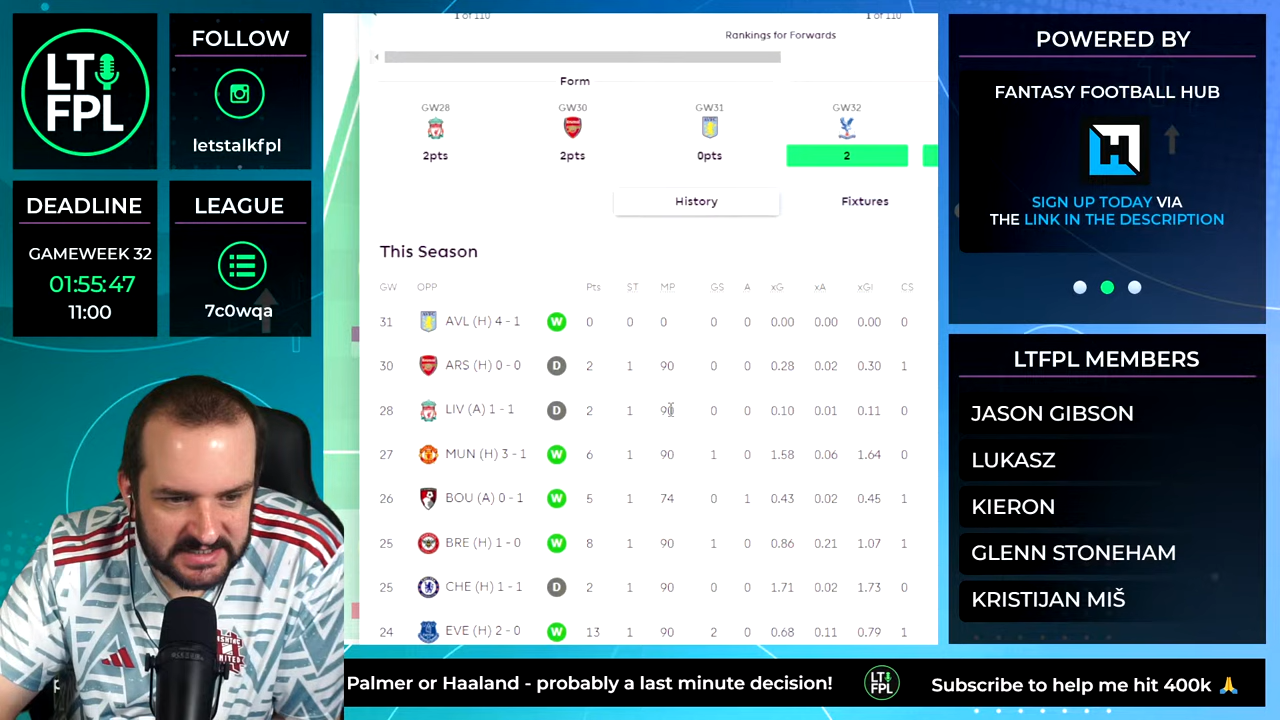 LT
FPL
FOLLOW
letstalkfpl
DEADLINE
GAMEWEEK 32
01:55:47
11:00
LEAGUE
7c0wqa
1 of 110
1 of 110
Rankings for Forwards
Form
GW28 GW30 GW31 GW32
2pts 2pts 0pts 2
History Fixtures
This Season
GW OPP Pts ST MP GS A xG xA xGI CS
31 AVL (H) 4 - 1 W 0 0 0 0 0 0.00 0.00 0.00 0
30 ARS (H) 0 - 0 D 2 1 90 0 0 0.28 0.02 0.30 1
28 LIV (A) 1 - 1 D 2 1 90 0 0 0.10 0.01 0.11 0
27 MUN (H) 3 - 1 W 6 1 90 1 0 1.58 0.06 1.64 0
26 BOU (A) 0 - 1 W 5 1 74 0 1 0.43 0.02 0.45 1
25 BRE (H) 1 - 0 W 8 1 90 1 0 0.86 0.21 1.07 1
25 CHE (H) 1 - 1 D 2 1 90 0 0 1.71 0.02 1.73 0
24 EVE (H) 2 - 0 W 13 1 90 2 0 0.68 0.11 0.79 1
POWERED BY
FANTASY FOOTBALL HUB
H
SIGN UP TODAY VIA
THE LINK IN THE DESCRIPTION
LTFPL MEMBERS
JASON GIBSON
LUKASZ
KIERON
GLENN STONEHAM
KRISTIJAN MIŠ
Palmer or Haaland - probably a last minute decision!
LT
FPL
Subscribe to help me hit 400k 🙏